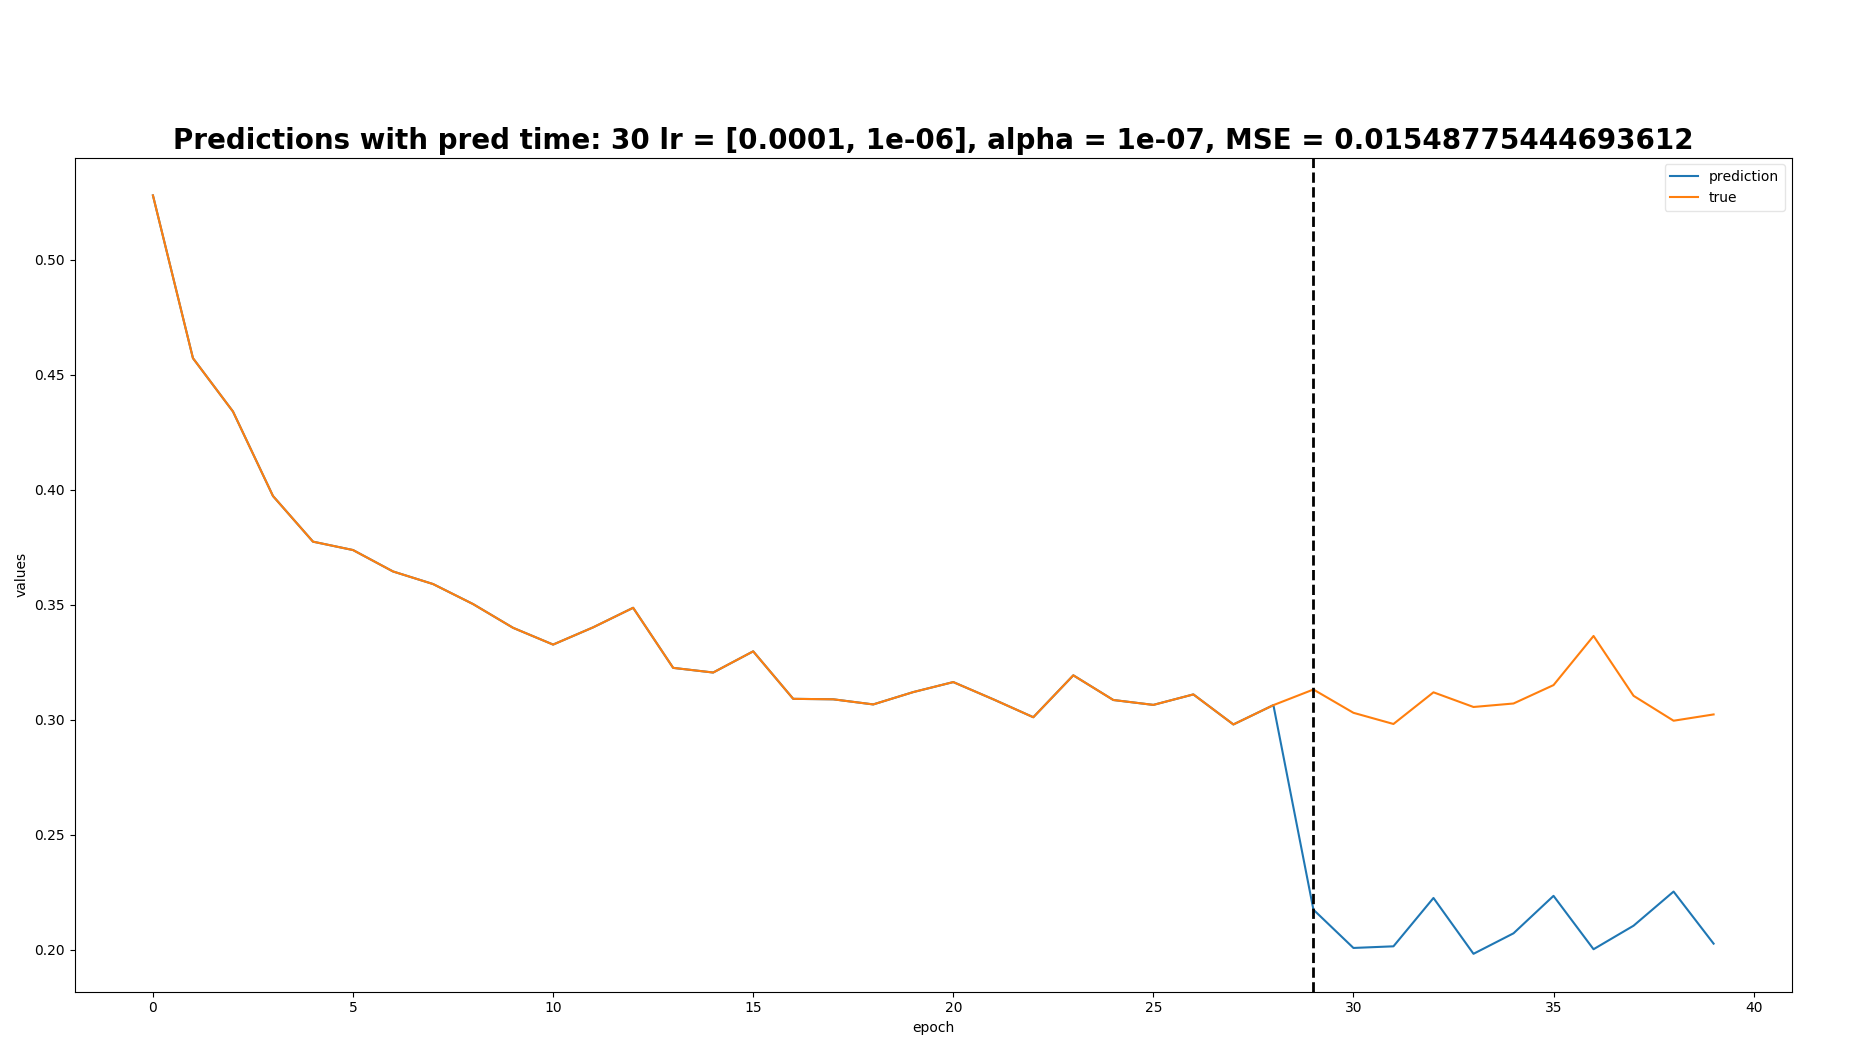 Predictions with pred time: 30 lr = [0.0001, 1e-06], alpha = 1e-07, MSE = 0.01548775444693612
prediction
true
values
0.50
0.45
0.40
0.35
0.30
0.25
0.20
0 5 10 15 20 25 30 35 40
epoch